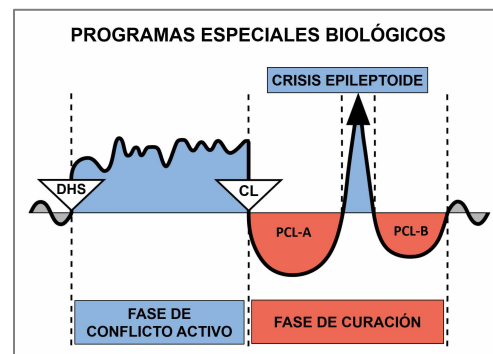 PROGRAMAS ESPECIALES BIOLÓGICOS
CRISIS EPILEPTOIDE
DHS
CL
PCL-A
PCL-B
FASE DE
CONFLICTO ACTIVO
FASE DE CURACIÓN